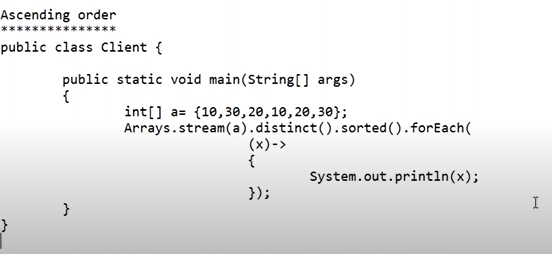 Ascending order
***************
public class Client {
public static void main(String[] args)
{
int[] a= {10,30,20,10,20,30};
Arrays.stream(a).distinct().sorted().forEach(
(x)->
{
System.out.println(x);
});
}
}